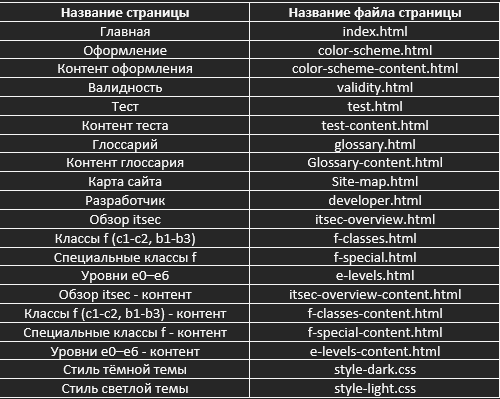 Название страницы Название файла страницы
Главная index.html
Оформление color-scheme.html
Контент оформления color-scheme-content.html
Валидность validity.html
Тест test.html
Контент теста test-content.html
Глоссарий glossary.html
Контент глоссария Glossary-content.html
Карта сайта Site-map.html
Разработчик developer.html
Обзор itsec itsec-overview.html
Классы f (c1-c2, b1-b3) f-classes.html
Специальные классы f f-special.html
Уровни e0–e6 e-levels.html
Обзор itsec - контент itsec-overview-content.html
Классы f (c1-c2, b1-b3) - контент f-classes-content.html
Специальные классы f - контент f-special-content.html
Уровни e0–e6 - контент e-levels-content.html
Стиль тёмной темы style-dark.css
Стиль светлой темы style-light.css